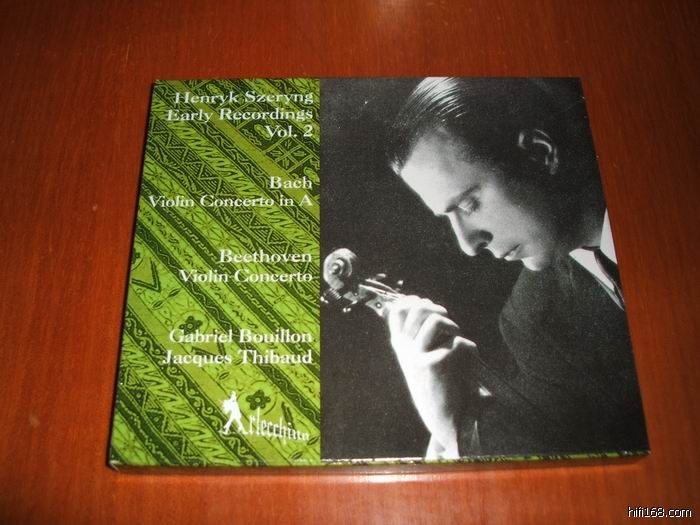 Henryk Szeryng
Early Recordings
Vol. 2
Bach
Violin Concerto in A
Beethoven
Violin Concerto
Gabriel Bouillon
Jacques Thibaud
Arlecchino
hifi168.com